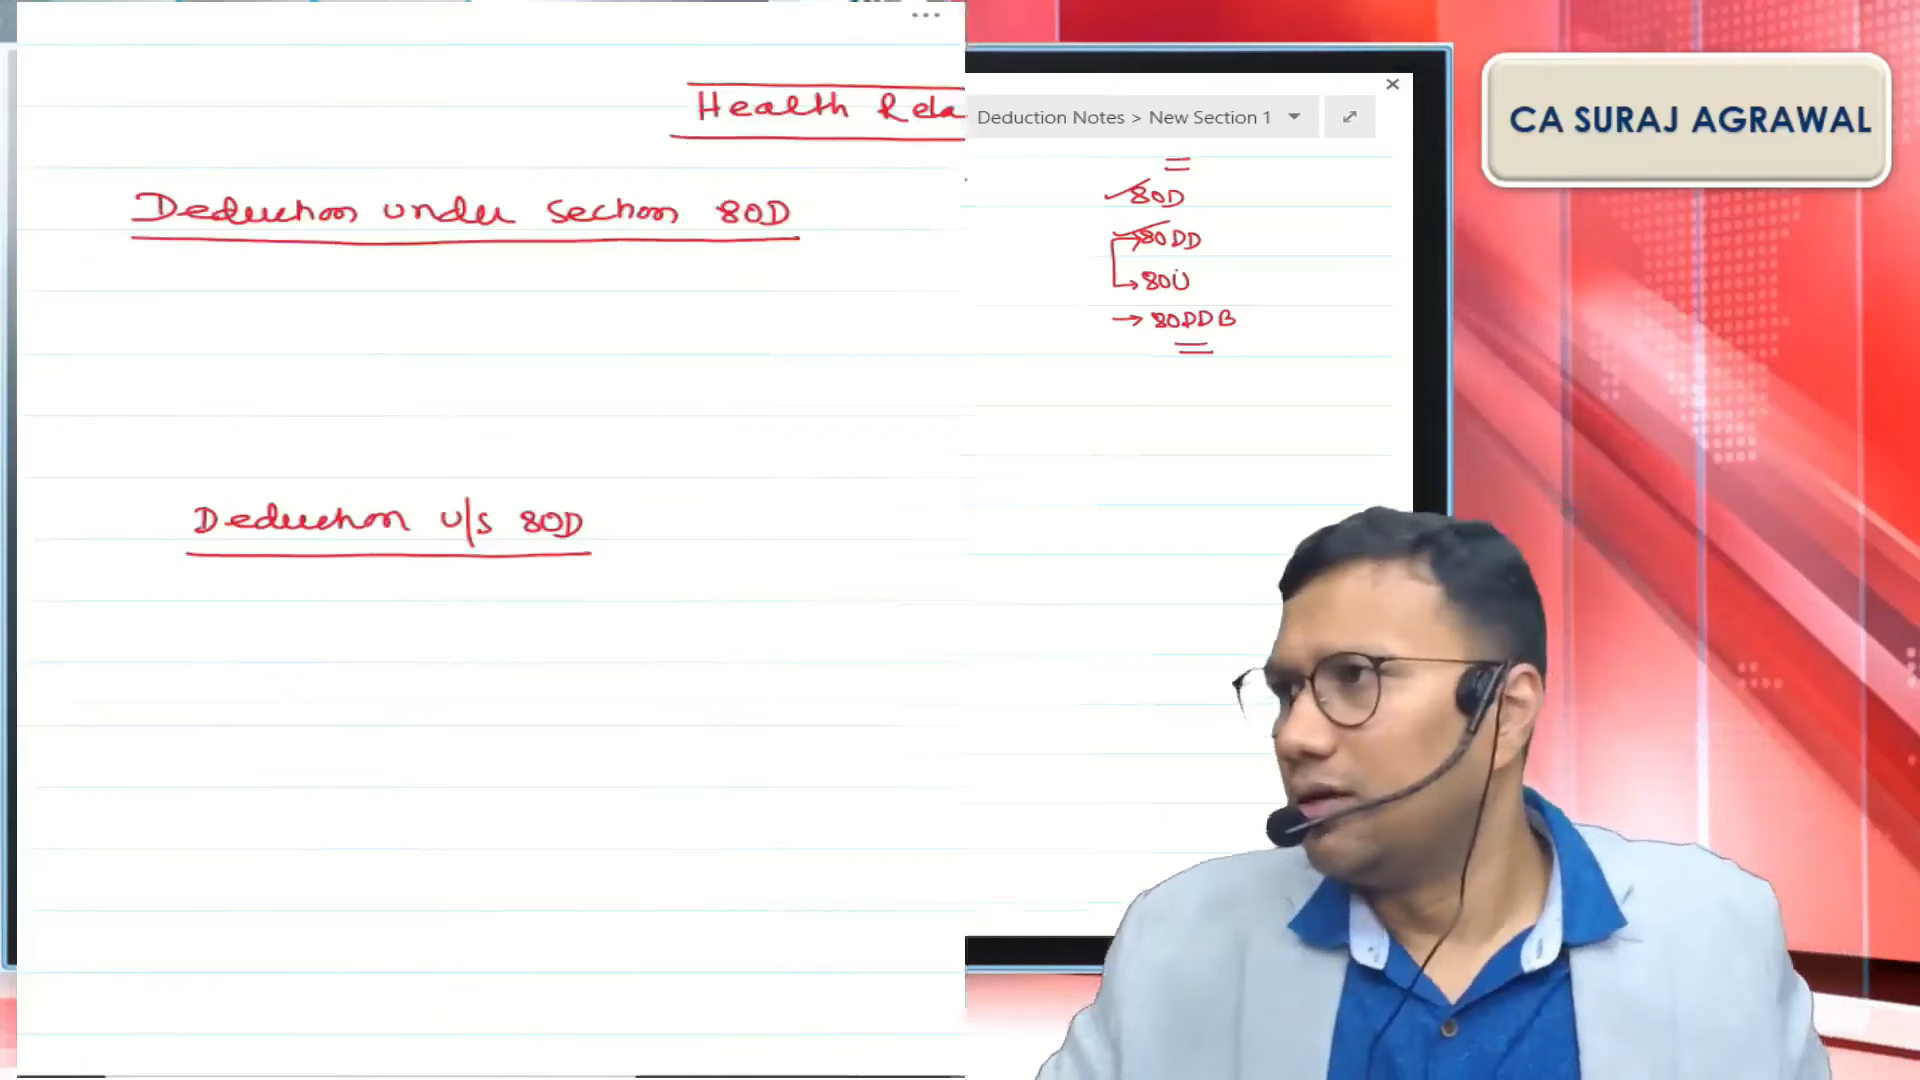 Health Rela
Deduction under section 80D
Deduction u/s 80D
Deduction Notes > New Section 1
80D
80DD
80U
80DDB
CA SURAJ AGRAWAL